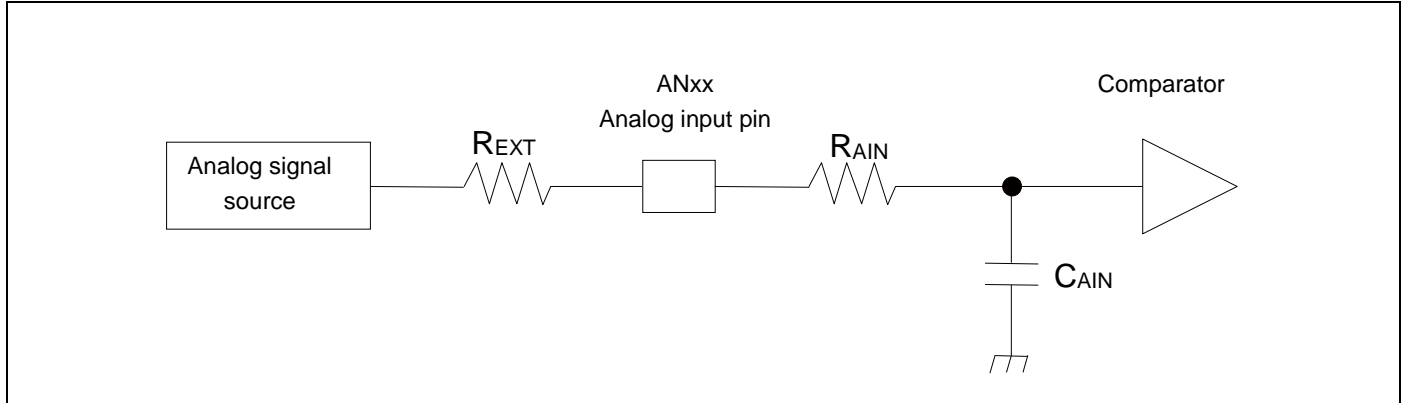 ANxx
Analog input pin
Comparator
Analog signal
source
REXT
RAIN
CAIN